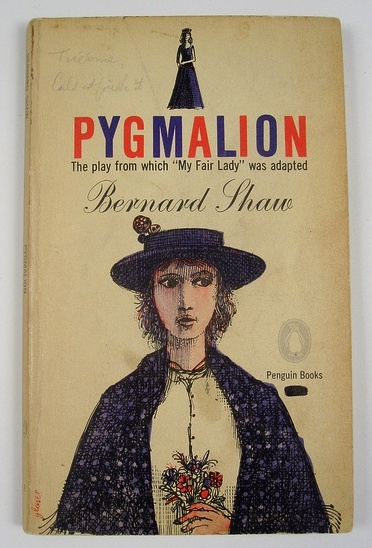 PYGMALION
The play from which "My Fair Lady" was adapted
Bernard Shaw
Penguin Books